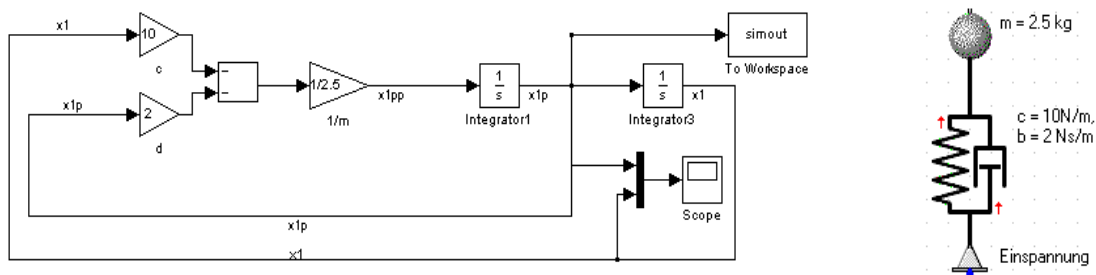 x1
10
c
x1p
2
d
−
−
1/2.5
1/m
x1pp
1
s
Integrator1
x1p
1
s
Integrator3
x1
simout
To Workspace
Scope
x1p
x1
m = 2.5 kg
c = 10N/m,
b = 2 Ns/m
Einspannung